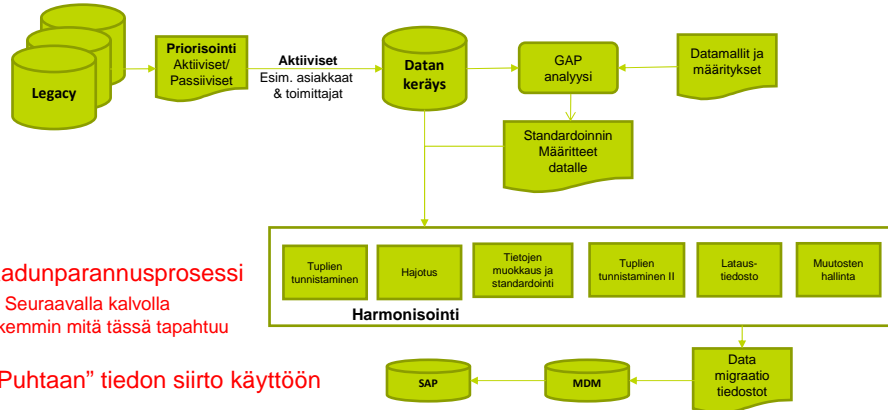 Legacy
Priorisointi
Aktiiviset/
Passiiviset
Aktiiviset
Esim. asiakkaat
& toimittajat
Datan
keräys
GAP
analyysi
Datamallit ja
määritykset
Standardoinnin
Määritteet
datalle
Tuplien
tunnistaminen
Hajotus
Tietojen
muokkaus ja
standardointi
Tuplien
tunnistaminen II
Lataus-
tiedosto
Muutosten
hallinta
Harmonisointi
adunparannusprosessi
Seuraavalla kalvolla
kemmin mitä tässä tapahtuu
Puhtaan” tiedon siirto käyttöön
SAP
MDM
Data
migraatio
tiedostot